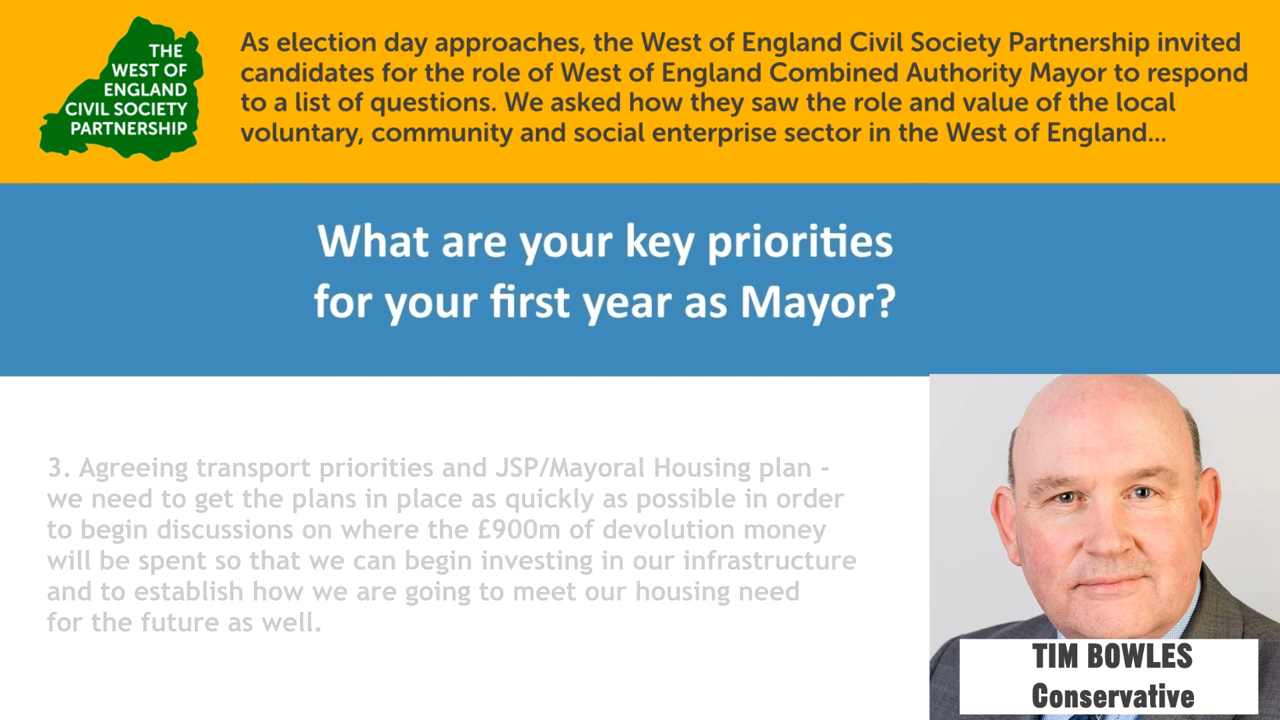 THE
WEST OF
ENGLAND
CIVIL SOCIETY
PARTNERSHIP
As election day approaches, the West of England Civil Society Partnership invited
candidates for the role of West of England Combined Authority Mayor to respond
to a list of questions. We asked how they saw the role and value of the local
voluntary, community and social enterprise sector in the West of England...
What are your key priorities
for your first year as Mayor?
3. Agreeing transport priorities and JSP/Mayoral Housing plan -
we need to get the plans in place as quickly as possible in order
to begin discussions on where the £900m of devolution money
will be spent so that we can begin investing in our infrastructure
and to establish how we are going to meet our housing need
for the future as well.
TIM BOWLES
Conservative